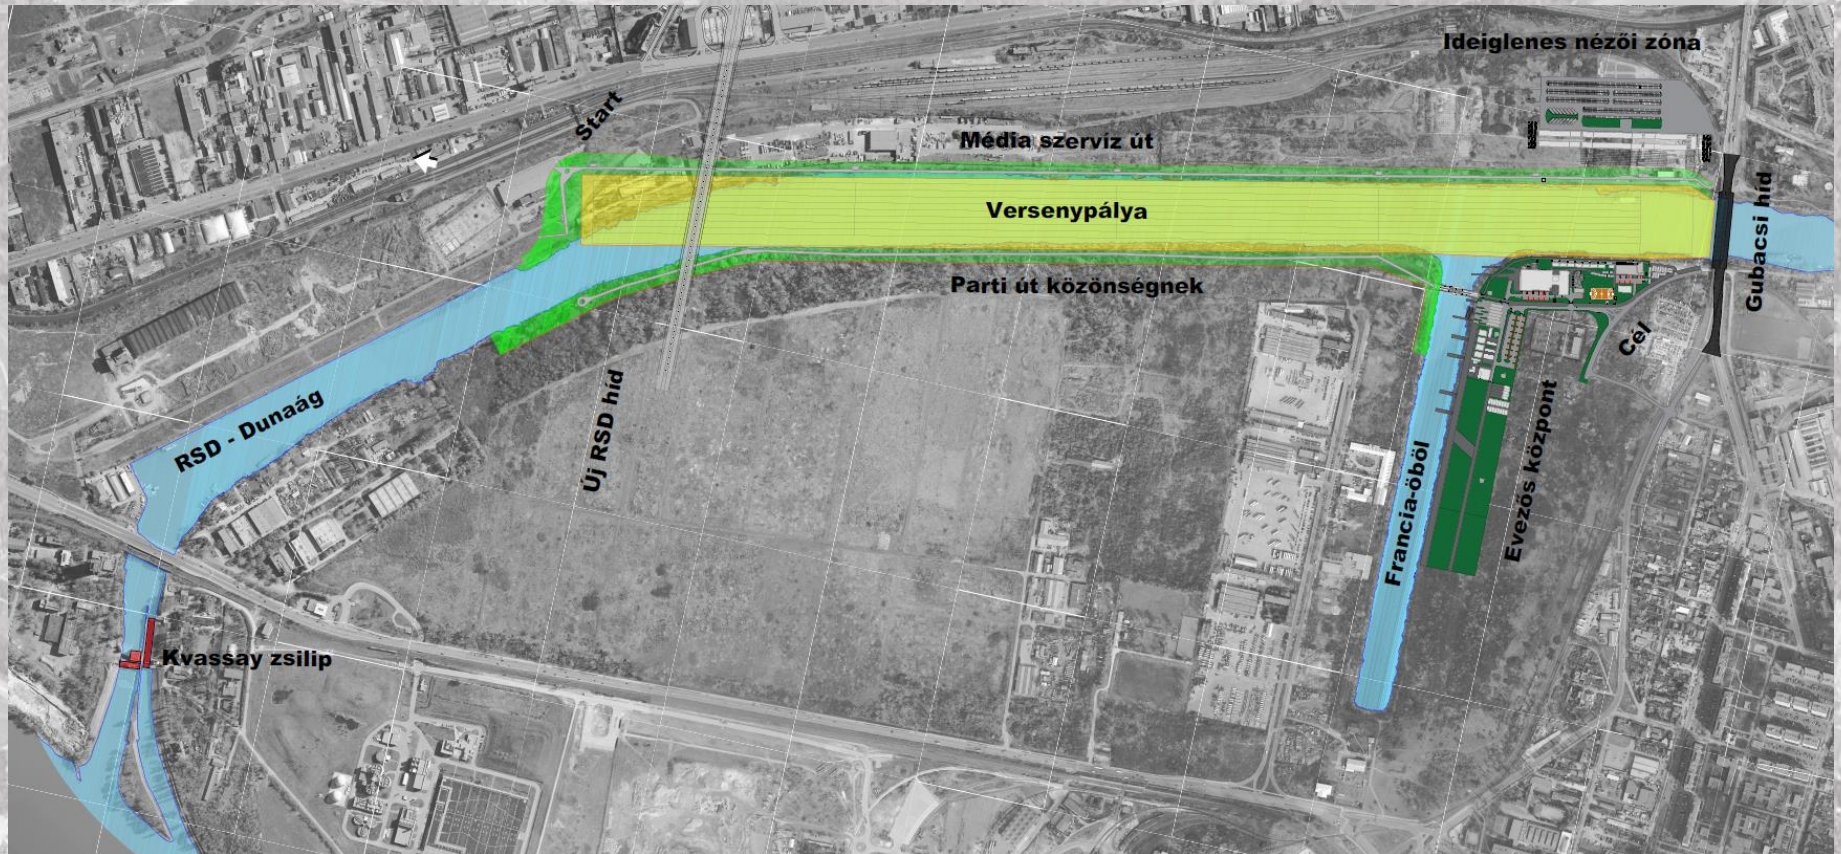 Ideiglenes nézői zóna
Start
Média szervíz út
Versenypálya
Gubacsi híd
Parti út közönségnek
Cél
Új RSD híd
RSD - Dunaág
Francia-öböl
Evezős központ
Kvassay zsilip